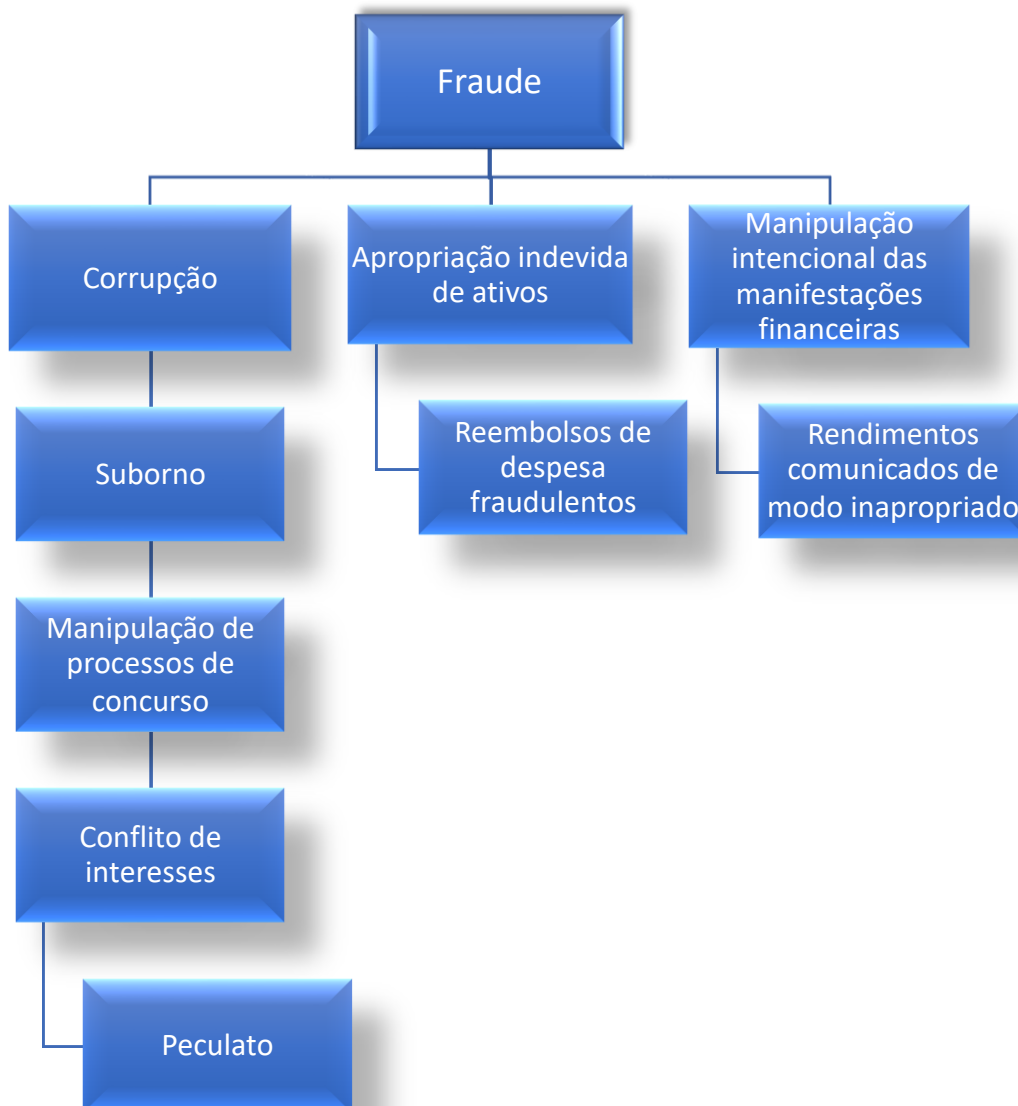 Fraude
Corrupção
Apropriação indevida
de ativos
Manipulação
intencional das
manifestações
financeiras
Suborno
Reembolsos de
despesa
fraudulentos
Rendimentos
comunicados de
modo inapropriado
Manipulação de
processos de
concurso
Conflito de
interesses
Peculato